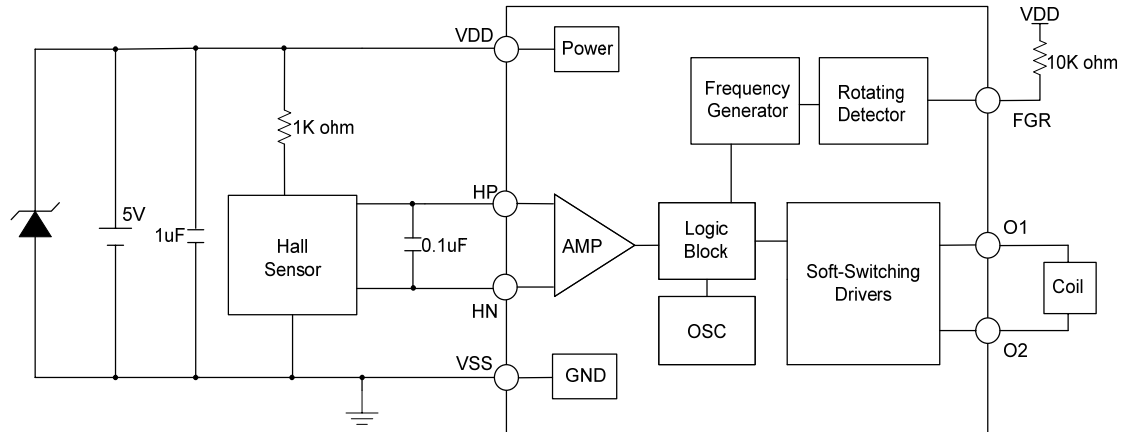 VDD
Power
VDD
10K ohm
Frequency
Generator
Rotating
Detector
FGR
1K ohm
HP
5V
1uF
Hall
Sensor
0.1uF
AMP
Logic
Block
O1
Soft-Switching
Drivers
Coil
HN
OSC
O2
VSS
GND